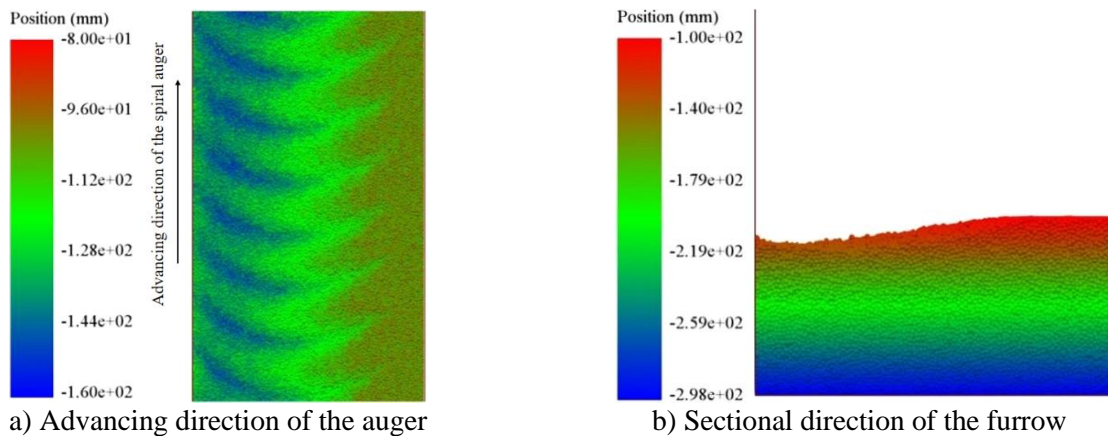 Position (mm)
-8.00e+01
-9.60e+01
-1.12e+02
-1.28e+02
-1.44e+02
-1.60e+02
Advancing direction of the spiral auger
a) Advancing direction of the auger
Position (mm)
-1.00e+02
-1.40e+02
-1.79e+02
-2.19e+02
-2.59e+02
-2.98e+02
b) Sectional direction of the furrow